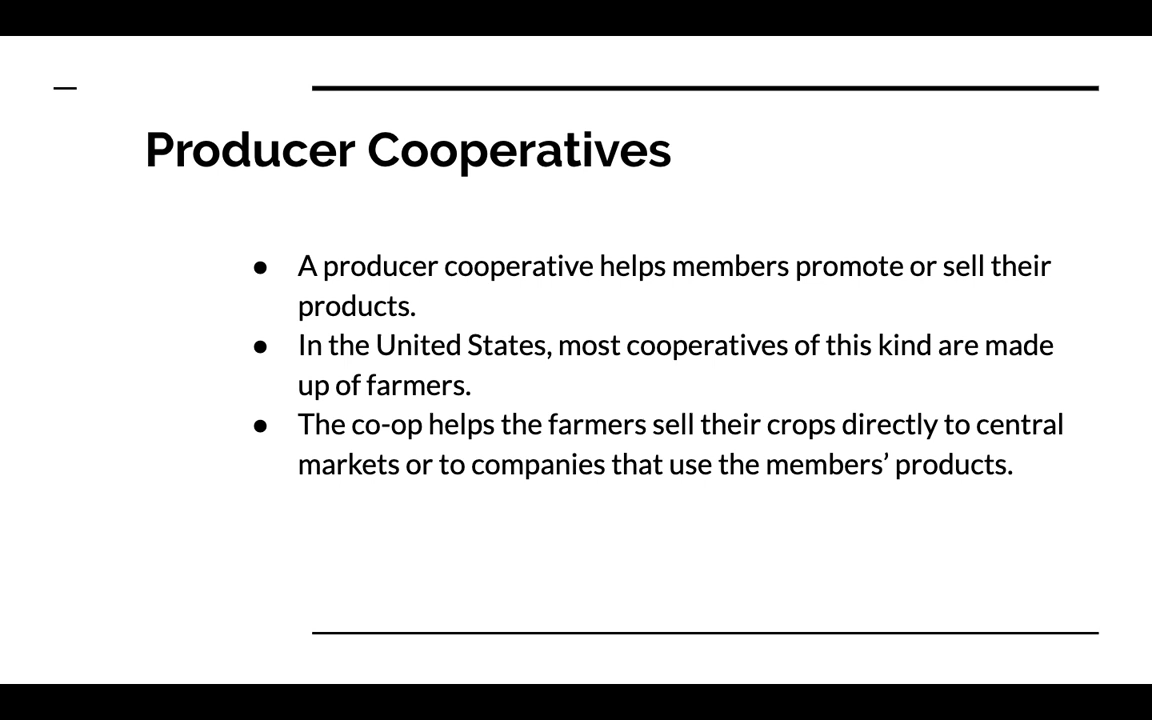 Producer Cooperatives
● A producer cooperative helps members promote or sell their
products.
● In the United States, most cooperatives of this kind are made
up of farmers.
● The co-op helps the farmers sell their crops directly to central
markets or to companies that use the members’ products.